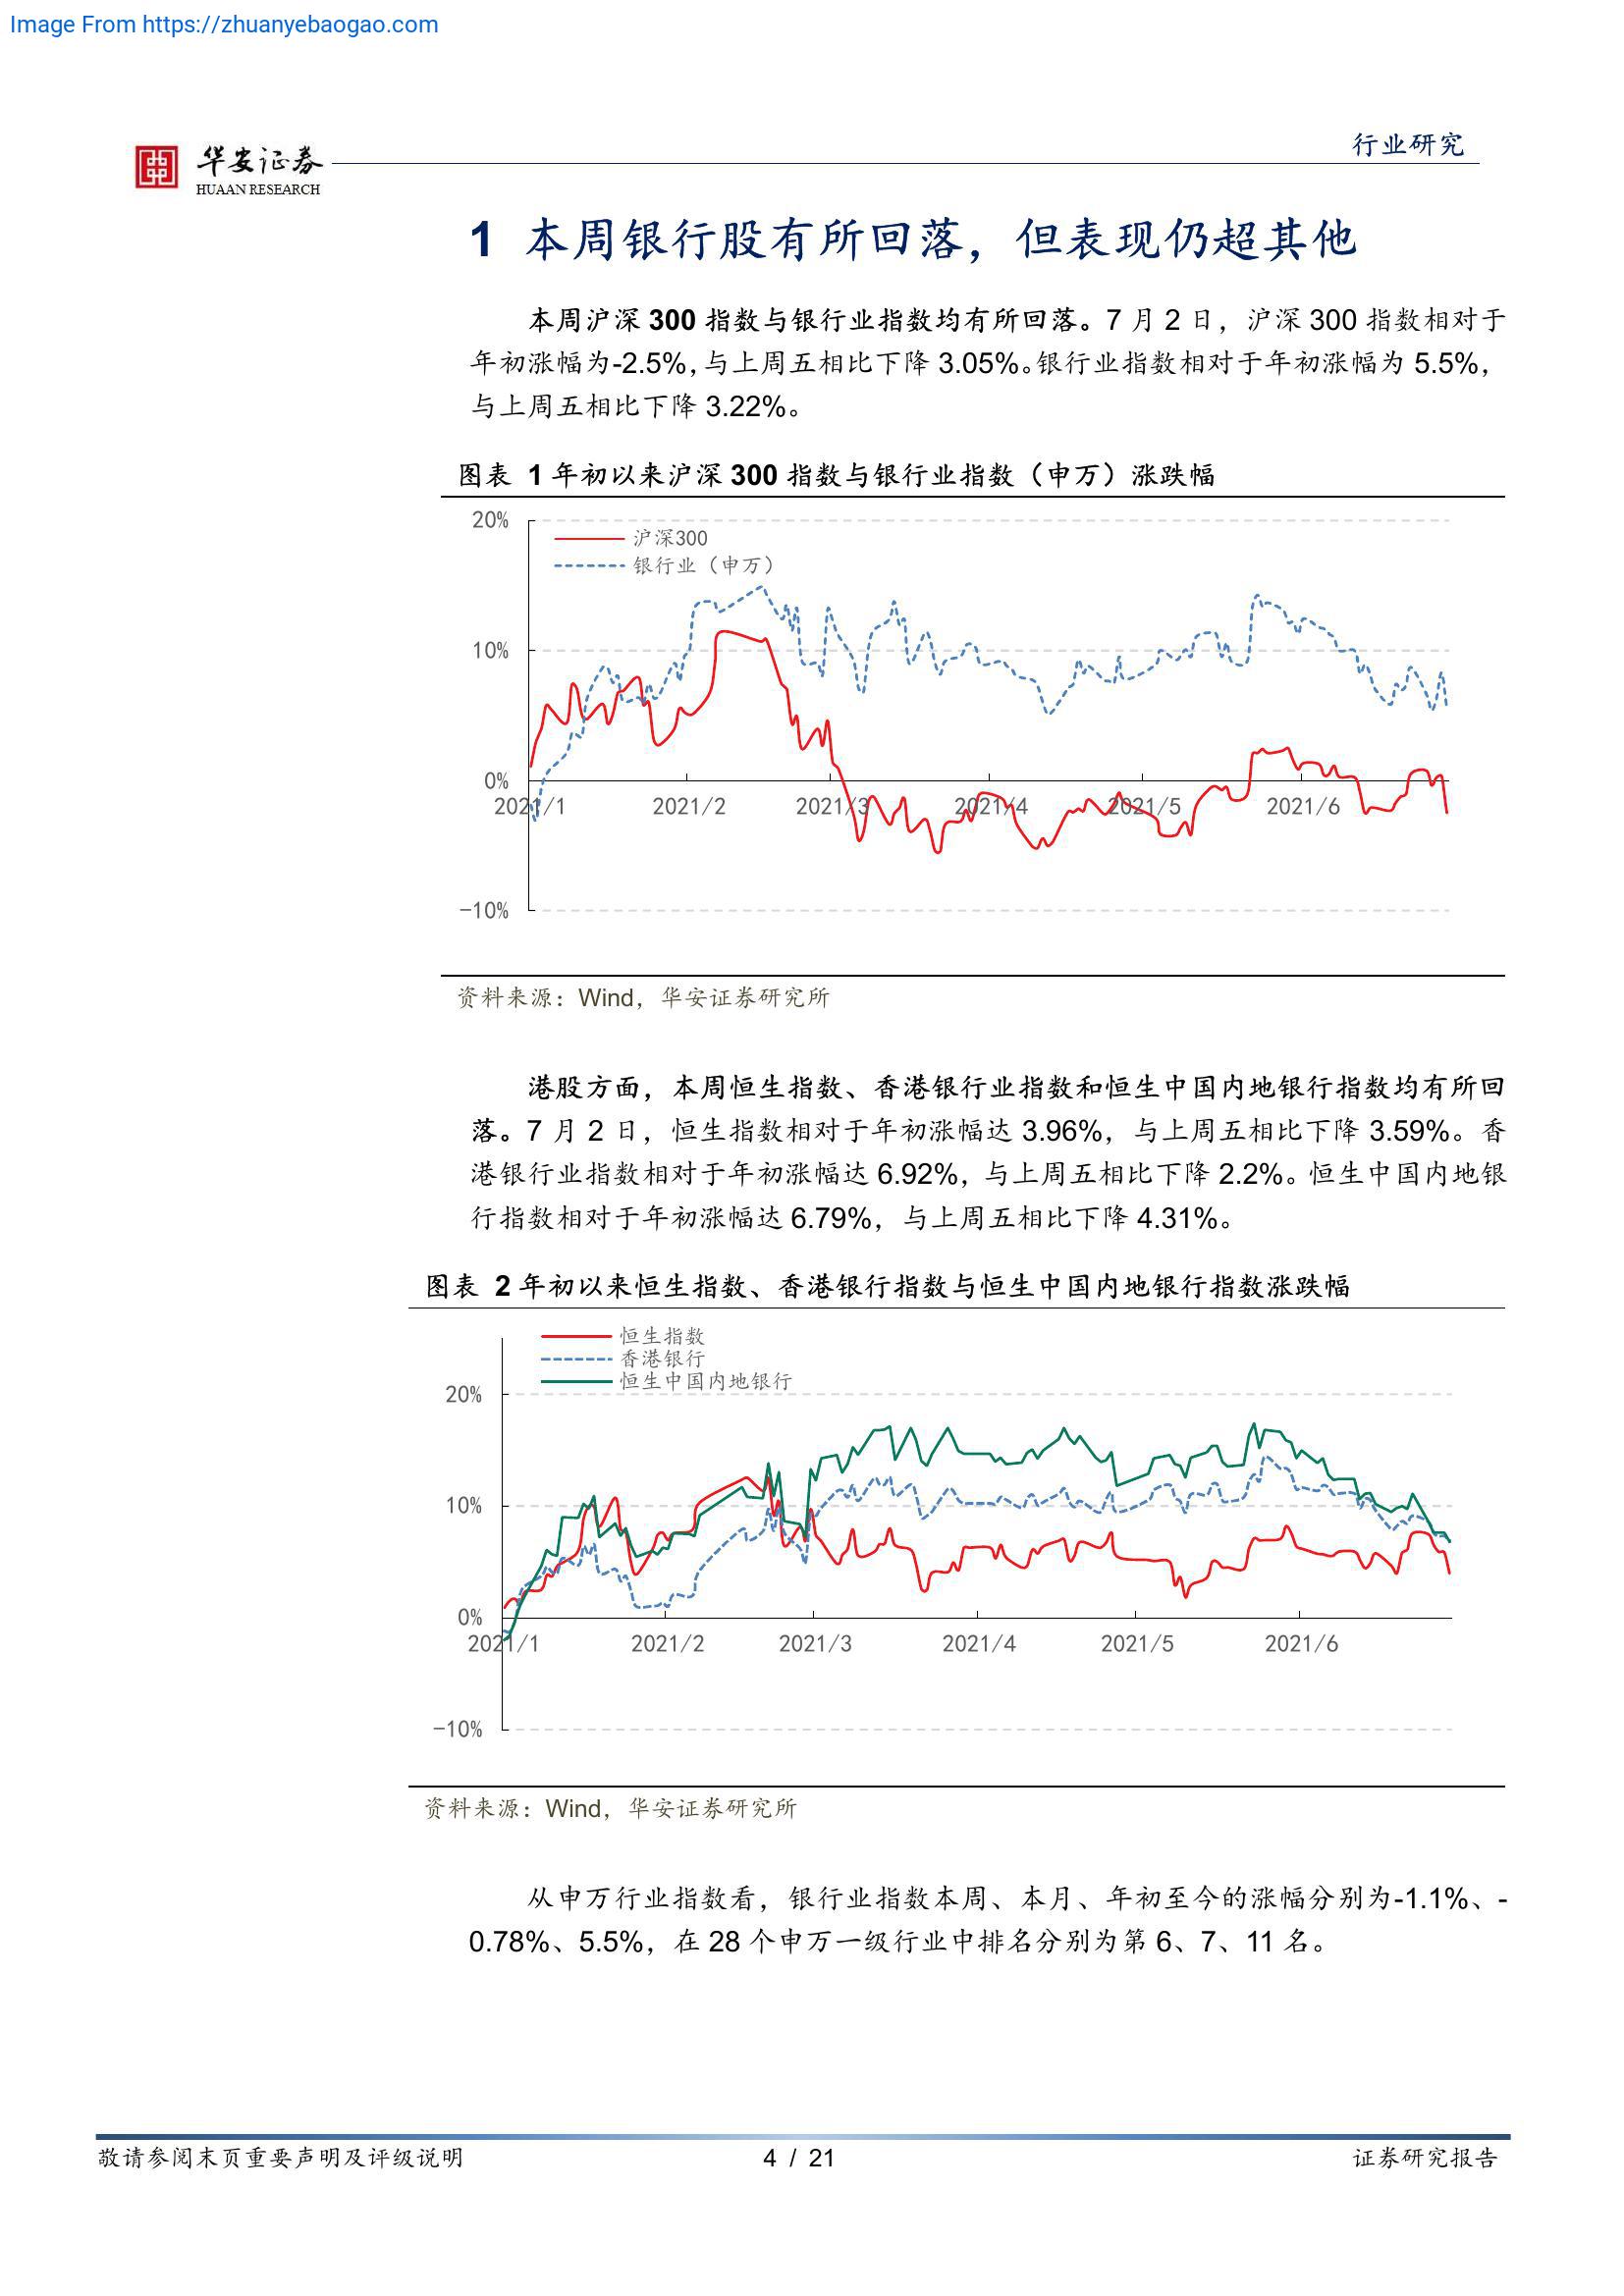 Image From https://zhuanyebaogao.com
华安证券
HUAAN RESEARCH
行业研究
1 本周银行股有所回落，但表现仍超其他
本周沪深 300 指数与银行业指数均有所回落。7 月 2 日，沪深 300 指数相对于
年初涨幅为-2.5%，与上周五相比下降 3.05%。银行业指数相对于年初涨幅为 5.5%，
与上周五相比下降 3.22%。
图表 1 年初以来沪深 300 指数与银行业指数（申万）涨跌幅
20%
沪深300
银行业（申万）
10%
0%
2021/1 2021/2 2021/3 2021/4 2021/5 2021/6
-10%
资料来源：Wind，华安证券研究所
港股方面，本周恒生指数、香港银行业指数和恒生中国内地银行指数均有所回
落。7 月 2 日，恒生指数相对于年初涨幅达 3.96%，与上周五相比下降 3.59%。香
港银行业指数相对于年初涨幅达 6.92%，与上周五相比下降 2.2%。恒生中国内地银
行指数相对于年初涨幅达 6.79%，与上周五相比下降 4.31%。
图表 2 年初以来恒生指数、香港银行指数与恒生中国内地银行指数涨跌幅
恒生指数
香港银行
恒生中国内地银行
20%
10%
0%
2021/1 2021/2 2021/3 2021/4 2021/5 2021/6
-10%
资料来源：Wind，华安证券研究所
从申万行业指数看，银行业指数本周、本月、年初至今的涨幅分别为-1.1%、-
0.78%、5.5%，在 28 个申万一级行业中排名分别为第 6、7、11 名。
敬请参阅末页重要声明及评级说明
4 / 21
证券研究报告